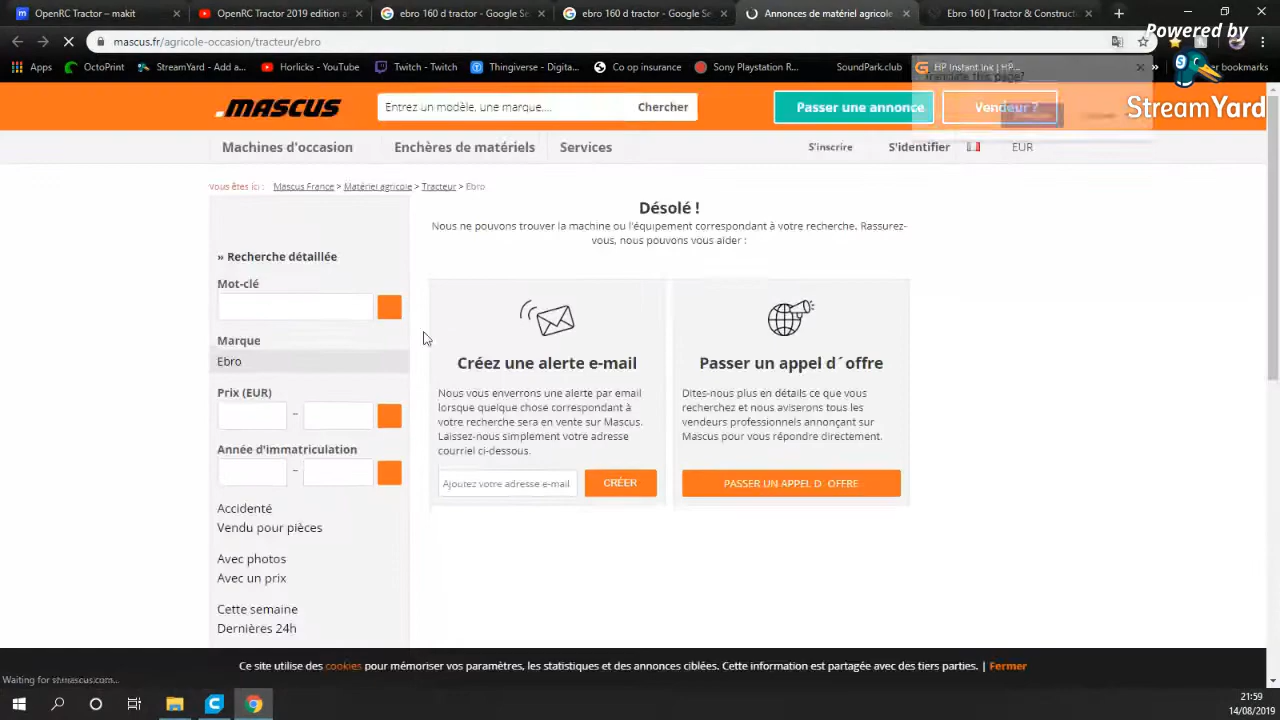 OpenRC Tractor – makit
OpenRC Tractor 2019 edition a
ebro 160 d tractor - Google Se
ebro 160 d tractor - Google Se
Annonces de matériel agricole
Ebro 160 | Tractor & Construct
Powered by
StreamYard
mascus.fr/agricole-occasion/tracteur/ebro
Apps
OctoPrint
StreamYard - Add a...
Horlicks - YouTube
Twitch - Twitch
Thingiverse - Digita...
Co op insurance
Sony Playstation R...
SoundPark.club
HP Instant Ink | HP...
bookmarks
Translate this page?
.MASCUS
Entrez un modèle, une marque...
Chercher
Passer une annonce
Vendeur ?
Machines d'occasion
Enchères de matériels
Services
S'inscrire
S'identifier
EUR
Vous êtes ici : Mascus France > Matériel agricole > Tracteur > Ebro
Désolé !
Nous ne pouvons trouver la machine ou l'équipement correspondant à votre recherche. Rassurez-
vous, nous pouvons vous aider :
» Recherche détaillée
Mot-clé
Marque
Ebro
Prix (EUR)
–
Année d'immatriculation
–
Accidenté
Vendu pour pièces
Avec photos
Avec un prix
Cette semaine
Dernières 24h
Créez une alerte e-mail
Nous vous enverrons une alerte par email
lorsque quelque chose correspondant à
votre recherche sera en vente sur Mascus.
Laissez-nous simplement votre adresse
courriel ci-dessous.
Ajoutez votre adresse e-mail
CRÉER
Passer un appel d´offre
Dites-nous plus en détails ce que vous
recherchez et nous aviserons tous les
vendeurs professionnels annonçant sur
Mascus pour vous répondre directement.
PASSER UN APPEL D´OFFRE
Ce site utilise des cookies pour mémoriser vos paramètres, les statistiques et des annonces ciblées. Cette information est partagée avec des tiers parties. | Fermer
Waiting for st.mascus.com...
21:59
14/08/2019